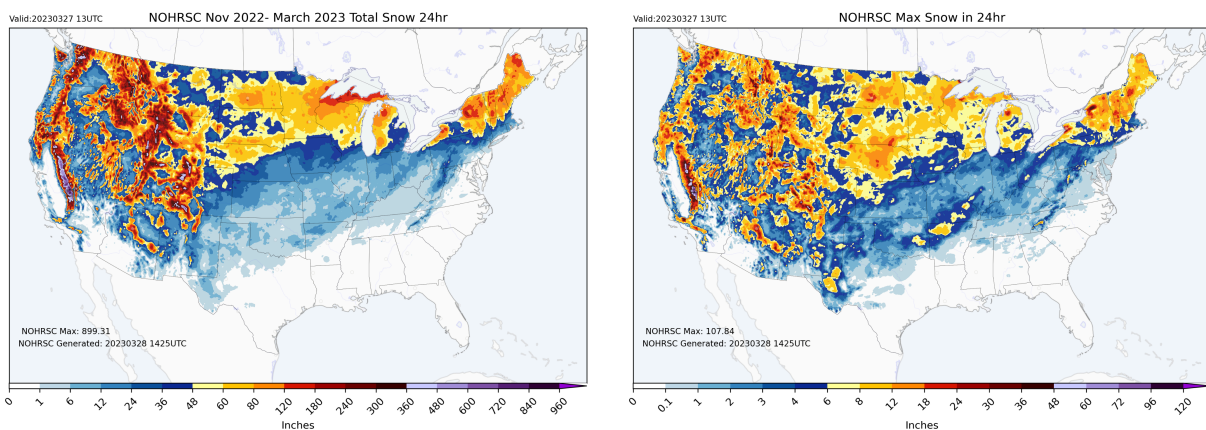 Valid:20230327 13UTC
NOHRSC Nov 2022- March 2023 Total Snow 24hr
NOHRSC Max: 899.31
NOHRSC Generated: 20230328 1425UTC
0 1 6 12 24 48 60 80 120 180 240 300 360 480 600 720 840 960
Inches
Valid:20230327 13UTC
NOHRSC Max Snow in 24hr
NOHRSC Max: 107.84
NOHRSC Generated: 20230328 1425UTC
0 0.1 1 2 3 4 6 8 12 18 24 30 36 48 60 72 96 120
Inches